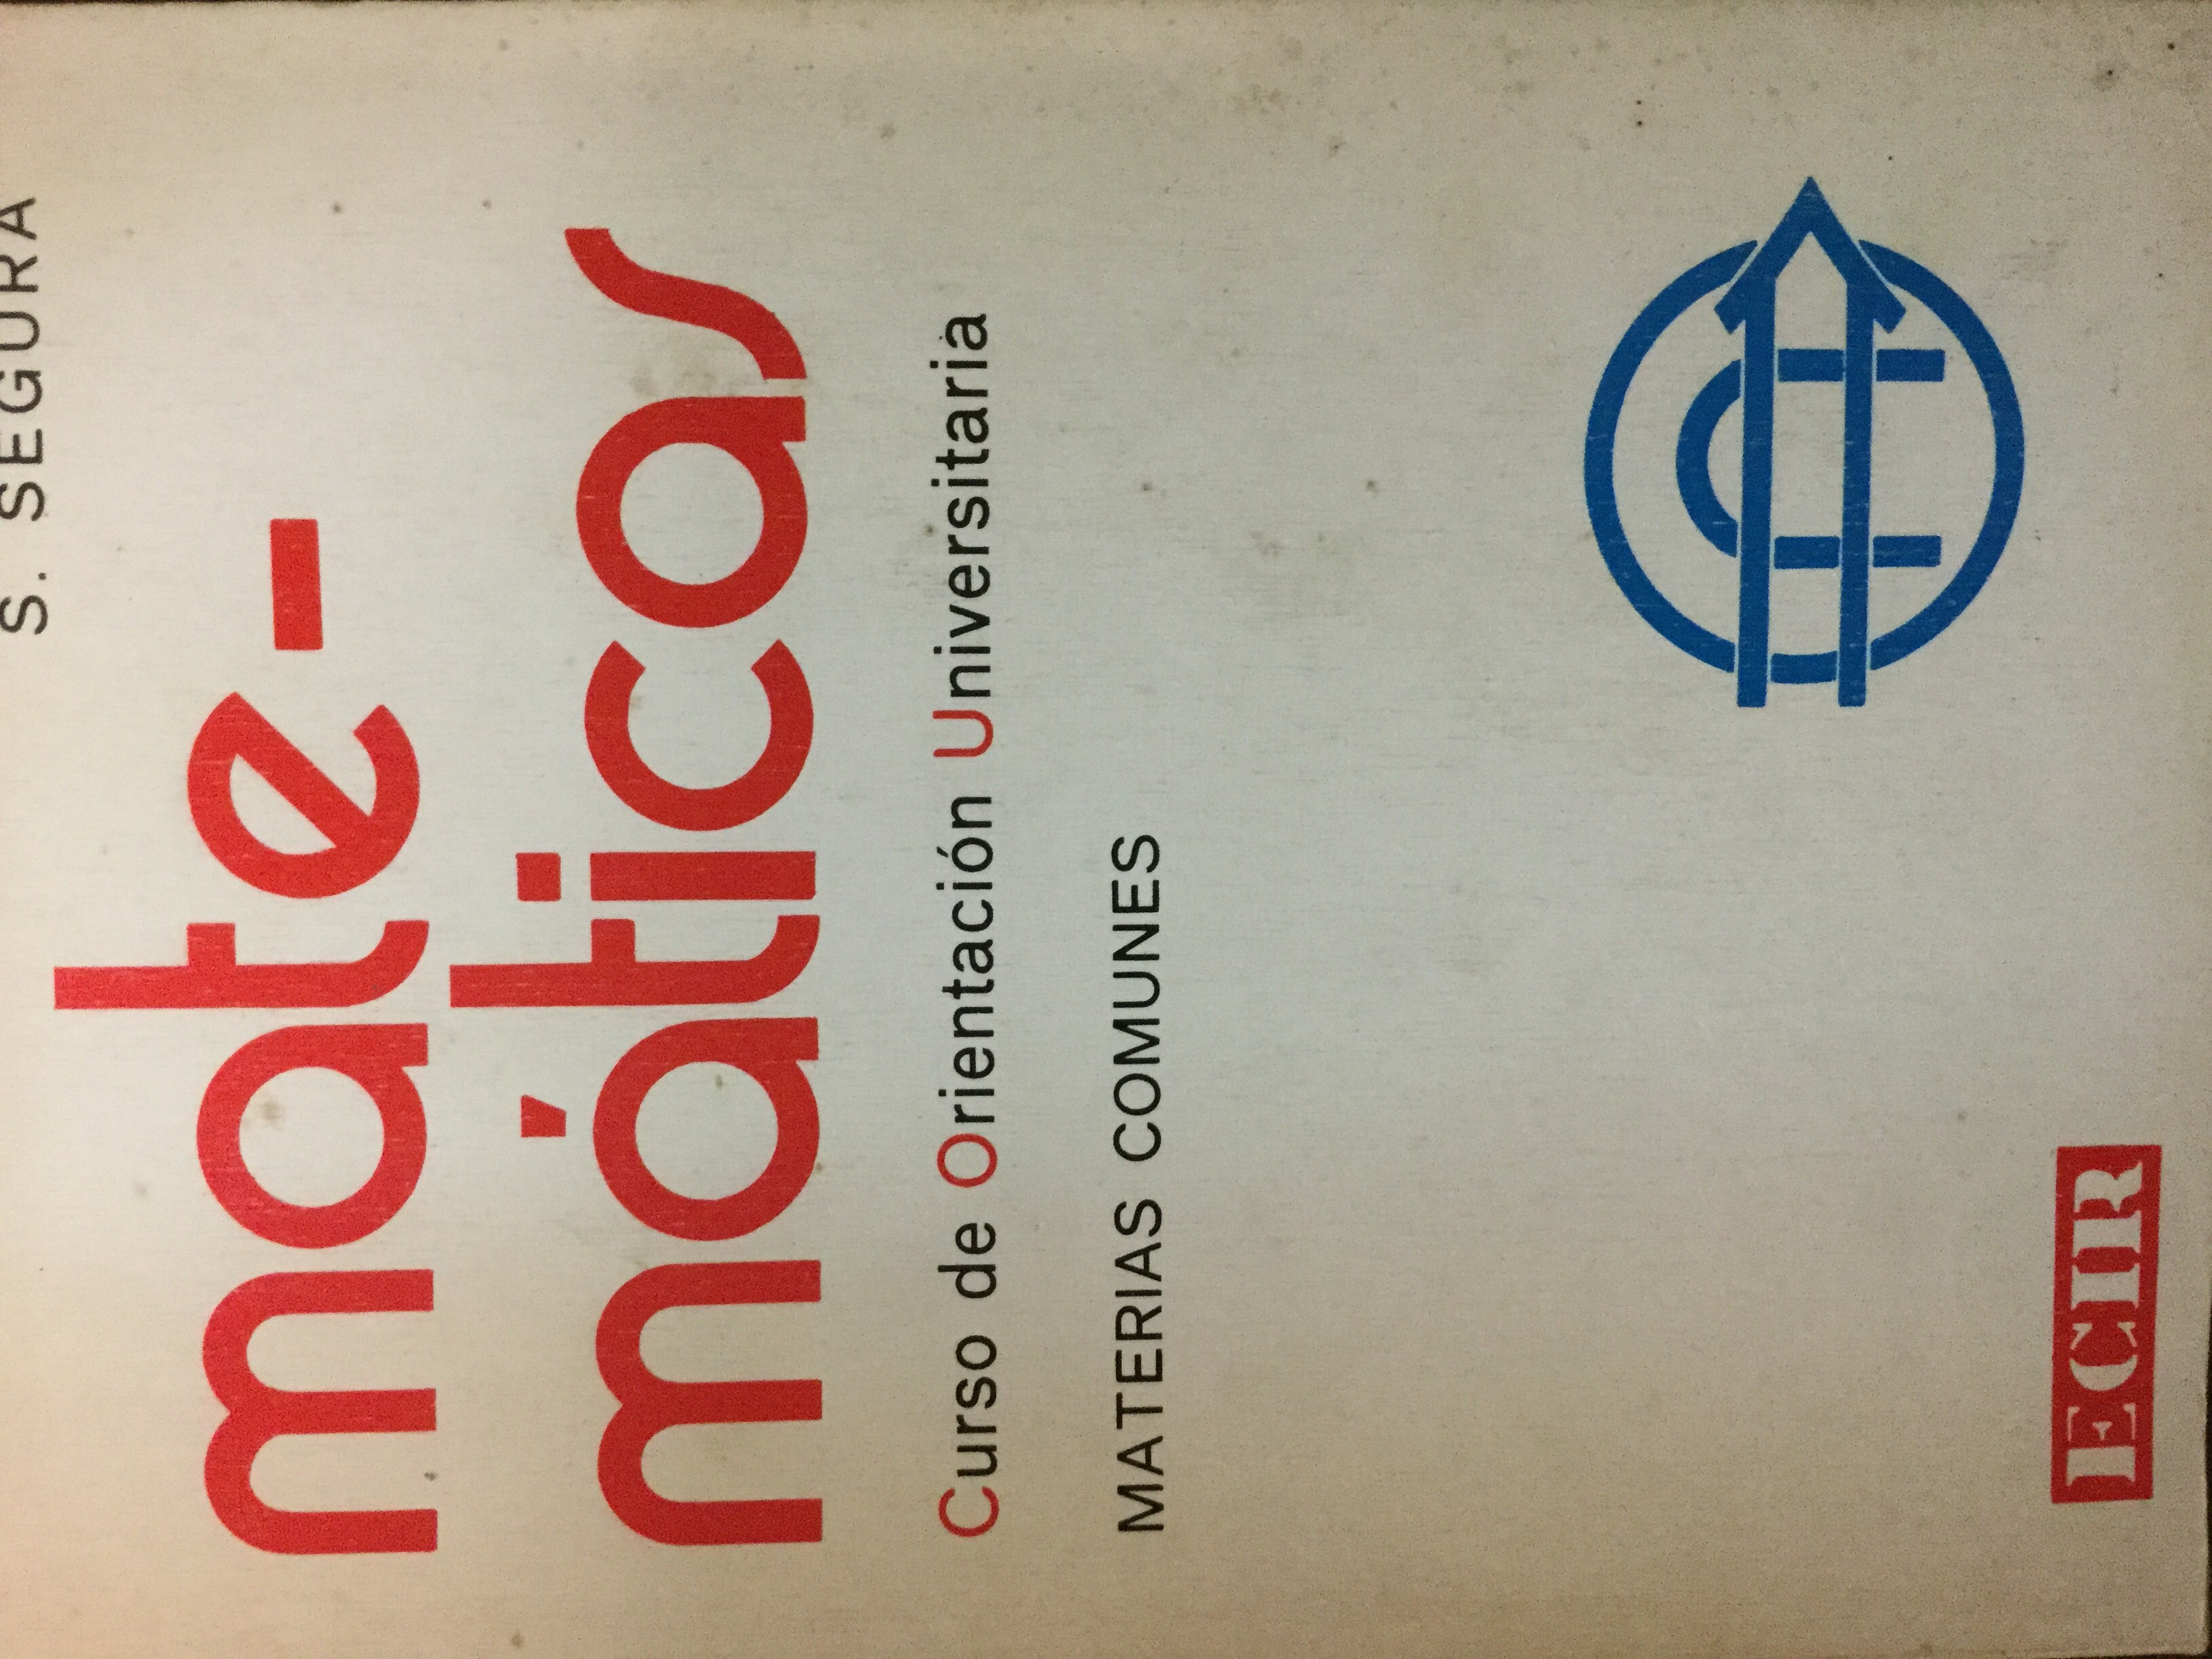 S. SEGURA
mate-
máticas
Curso de Orientación Universitaria
MATERIAS COMUNES
ECIR